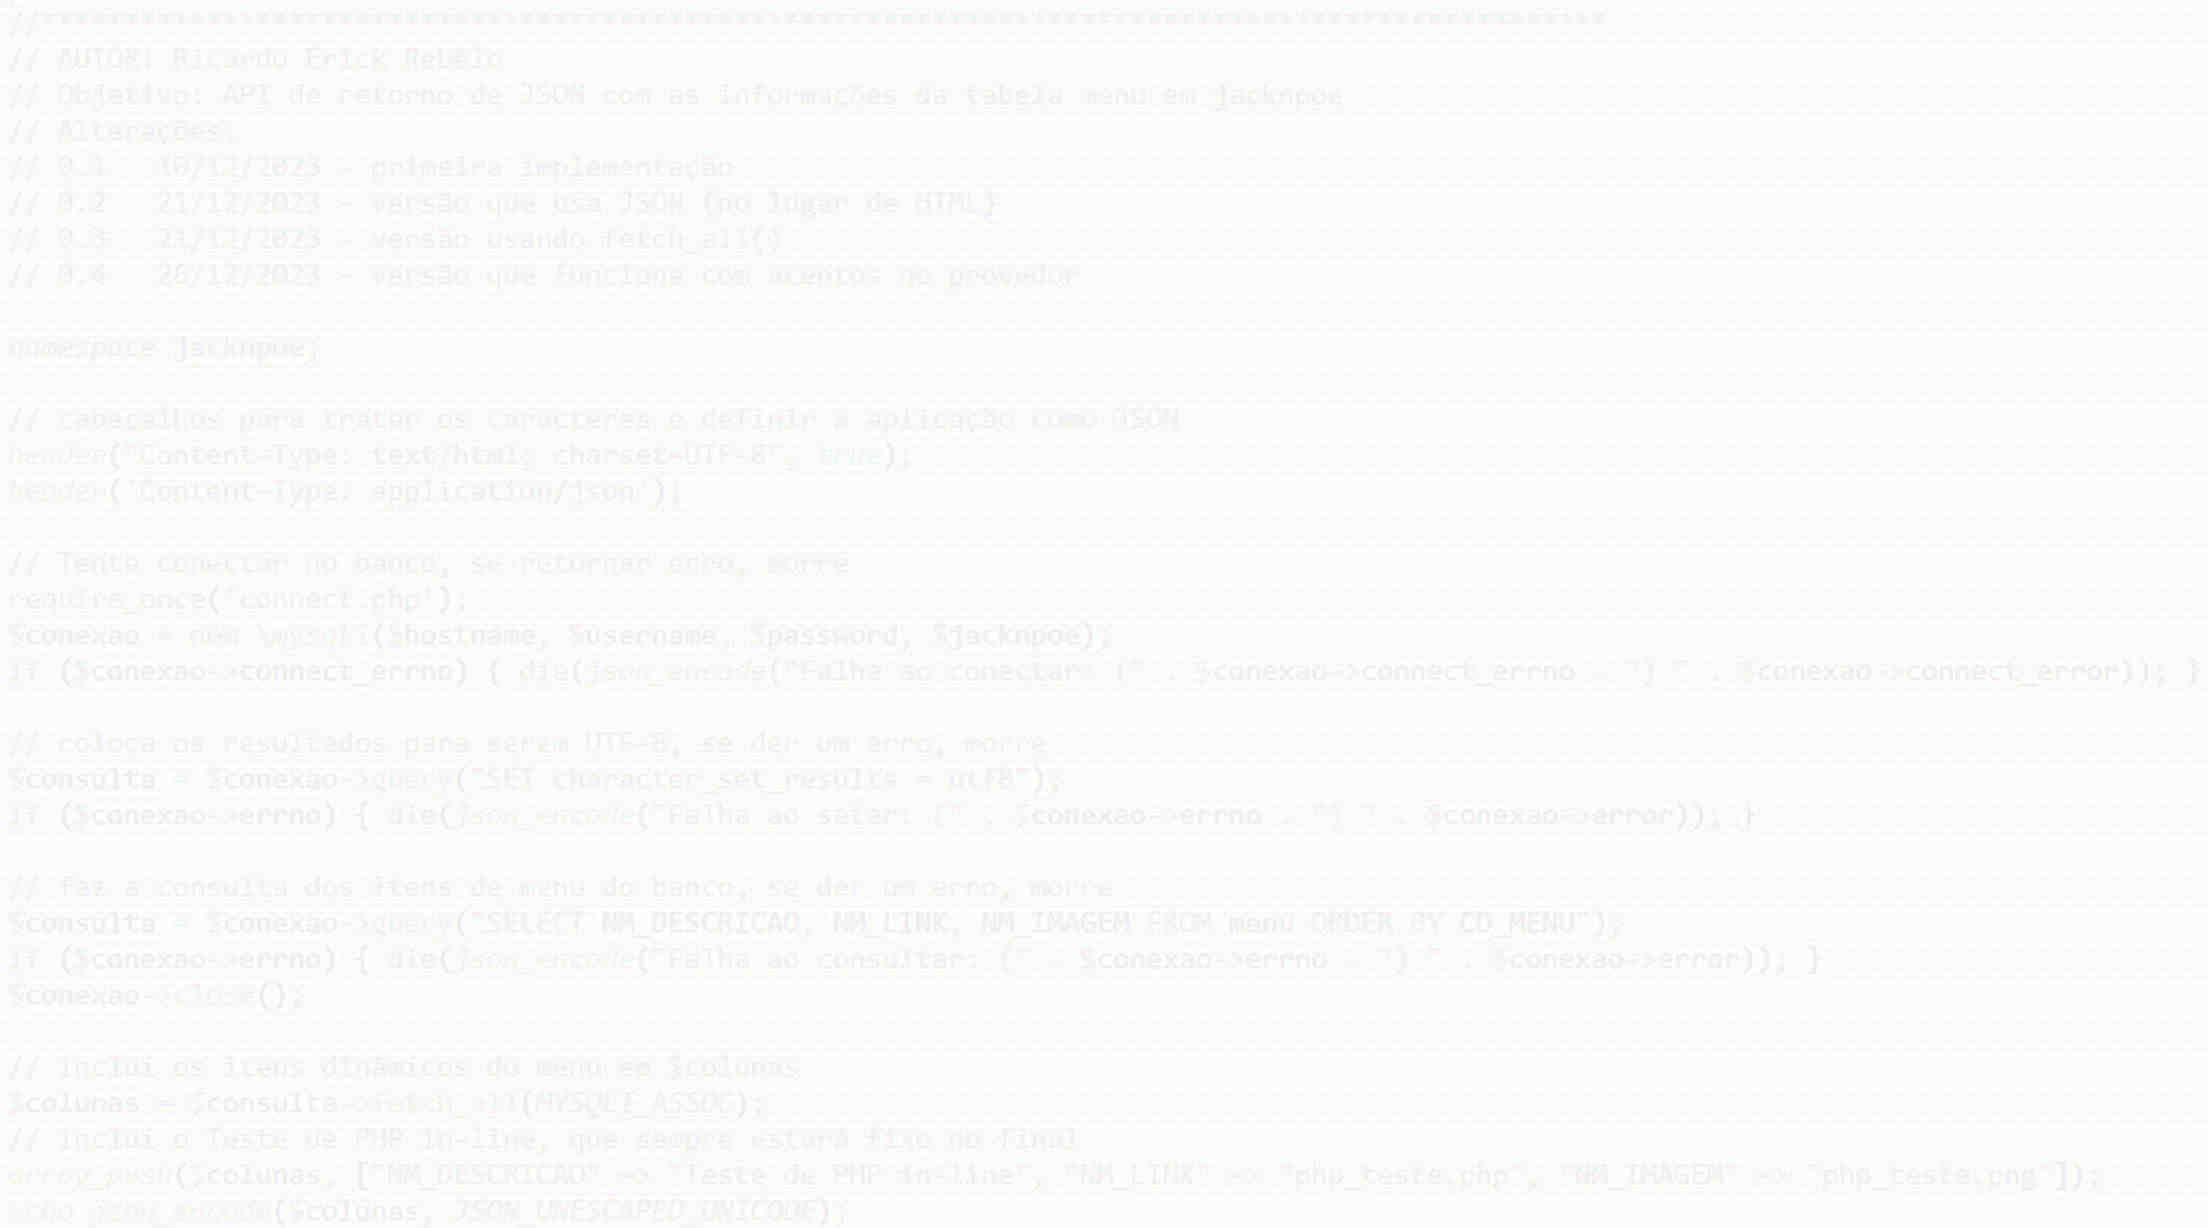 //***********************************************************************************************
// AUTOR: Ricardo Erick Rebêlo
// Objetivo: API de retorno de JSON com as informações da tabela menu em jacknpoe
// Alterações:
// 0.1   10/12/2023 - primeira implementação
// 0.2   21/12/2023 - versão que usa JSON (no lugar de HTML)
// 0.3   21/12/2023 - versão usando fetch_all()
// 0.4   26/12/2023 - versão que funciona com acentos no provedor
namespace jacknpoe;
// cabeçalhos para tratar os caracteres e definir a aplicação como JSON
header("Content-Type: text/html; charset=UTF-8", true);
header('Content-Type: application/json');
// Tenta conectar no banco, se retornar erro, morre
require_once('connect.php');
$conexao = new \mysqli($hostname, $username, $password, $jacknpoe);
if ($conexao->connect_errno) { die(json_encode("Falha ao conectar: (" . $conexao->connect_errno . ") " . $conexao->connect_error)); }
// coloca os resultados para serem UTF-8, se der um erro, morre
$consulta = $conexao->query("SET character_set_results = utf8");
if ($conexao->errno) { die(json_encode("Falha ao setar: (" . $conexao->errno . ") " . $conexao->error)); }
// faz a consulta dos itens de menu do banco, se der um erro, morre
$consulta = $conexao->query("SELECT NM_DESCRICAO, NM_LINK, NM_IMAGEM FROM menu ORDER BY CD_MENU");
if ($conexao->errno) { die(json_encode("Falha ao consultar: (" . $conexao->errno . ") " . $conexao->error)); }
$conexao->close();
// inclui os itens dinâmicos do menu em $colunas
$colunas = $consulta->fetch_all(MYSQLI_ASSOC);
// inclui o Teste de PHP in-line, que sempre estará fixo no final
array_push($colunas, ["NM_DESCRICAO" => "Teste de PHP in-line", "NM_LINK" => "php_teste.php", "NM_IMAGEM" => "php_teste.png"]);
echo json_encode($colunas, JSON_UNESCAPED_UNICODE);